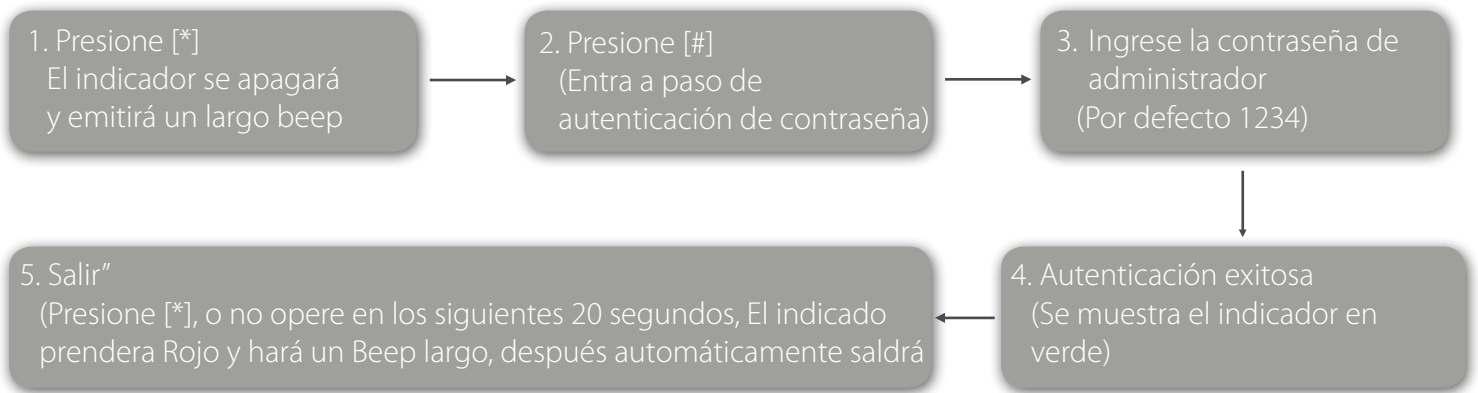 1. Presione [*]
El indicador se apagará
y emitirá un largo beep
2. Presione [#]
(Entra a paso de
autenticación de contraseña)
3. Ingrese la contraseña de
administrador
(Por defecto 1234)
4. Autenticación exitosa
(Se muestra el indicador en
verde)
5. Salir”
(Presione [*], o no opere en los siguientes 20 segundos, El indicado
prendera Rojo y hará un Beep largo, después automáticamente saldrá